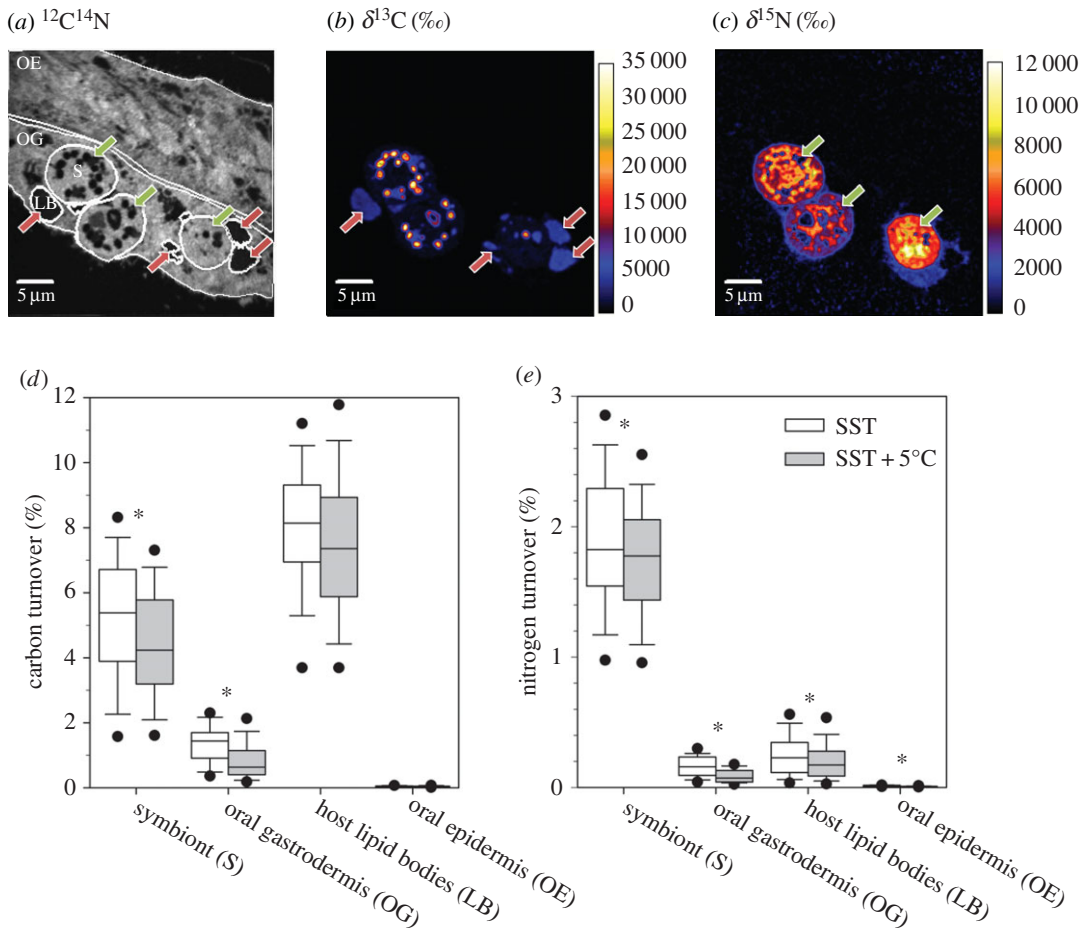 (a) ¹²C¹⁴N
(b) δ¹³C (‰)
(c) δ¹⁵N (‰)
OE
OG
S
LB
5 µm
35 000
30 000
25 000
20 000
15 000
10 000
5000
0
5 µm
12 000
10 000
8000
6000
4000
2000
0
5 µm
(d)
carbon turnover (%)
12
10
8
6
4
2
0
*
*
symbiont (S)
oral gastrodermis (OG)
host lipid bodies (LB)
oral epidermis (OE)
(e)
nitrogen turnover (%)
3
2
1
0
*
*
*
*
SST
SST + 5°C
symbiont (S)
oral gastrodermis (OG)
host lipid bodies (LB)
oral epidermis (OE)